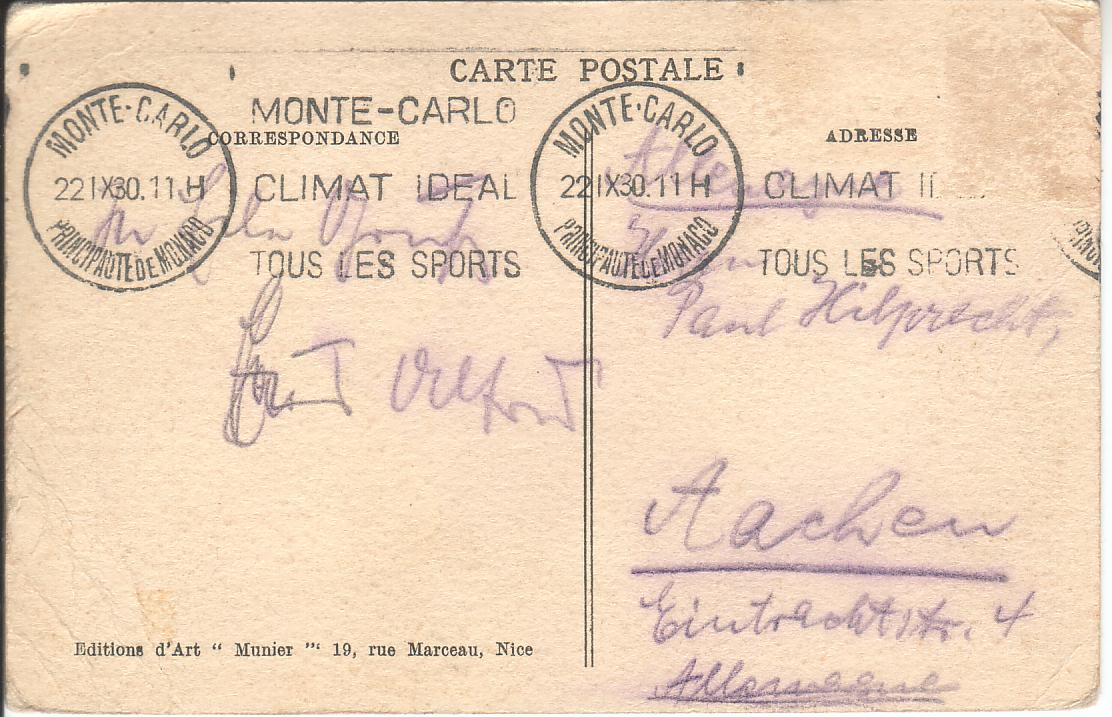 CARTE POSTALE
CORRESPONDANCE
ADRESSE
MONTE-CARLO
22 IX 30. 11 H
PRINCIPAUTE DE MONACO
MONTE-CARLO
CLIMAT IDEAL
TOUS LES SPORTS
MONTE-CARLO
22 IX 30. 11 H
PRINCIPAUTE DE MONACO
CLIMAT I
TOUS LES SPORTS
Allemagne
Paul Hilprecht,
Aachen
Eintrachtstr. 4
Allemagne
Editions d'Art “ Munier ”‘ 19, rue Marceau, Nice